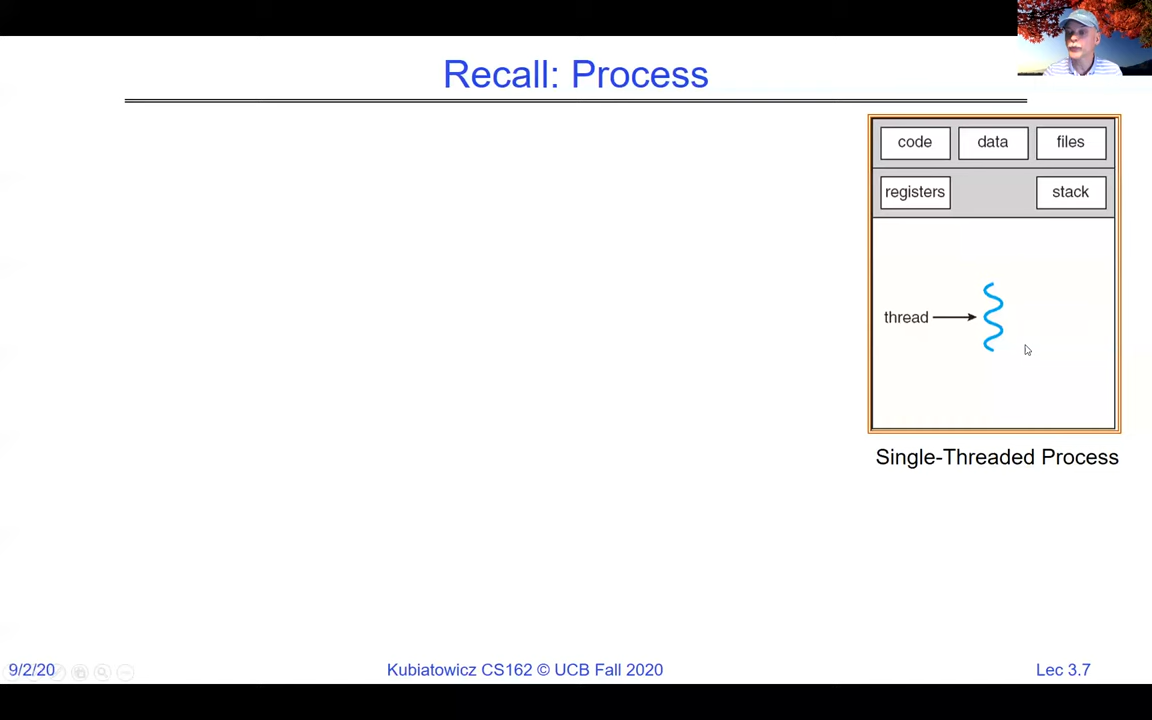 Recall: Process
code data files
registers stack
thread
Single-Threaded Process
9/2/20 Kubiatowicz CS162 © UCB Fall 2020 Lec 3.7